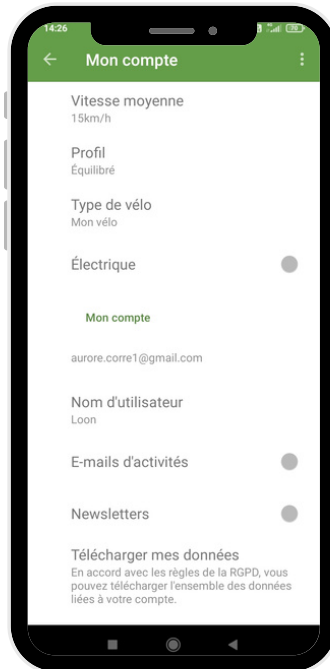 14:26
Mon compte
Vitesse moyenne
15km/h
Profil
Équilibré
Type de vélo
Mon vélo
Électrique
Mon compte
aurore.corre1@gmail.com
Nom d'utilisateur
Loon
E-mails d'activités
Newsletters
Télécharger mes données
En accord avec les règles de la RGPD, vous
pouvez télécharger l'ensemble des données
liées à votre compte.